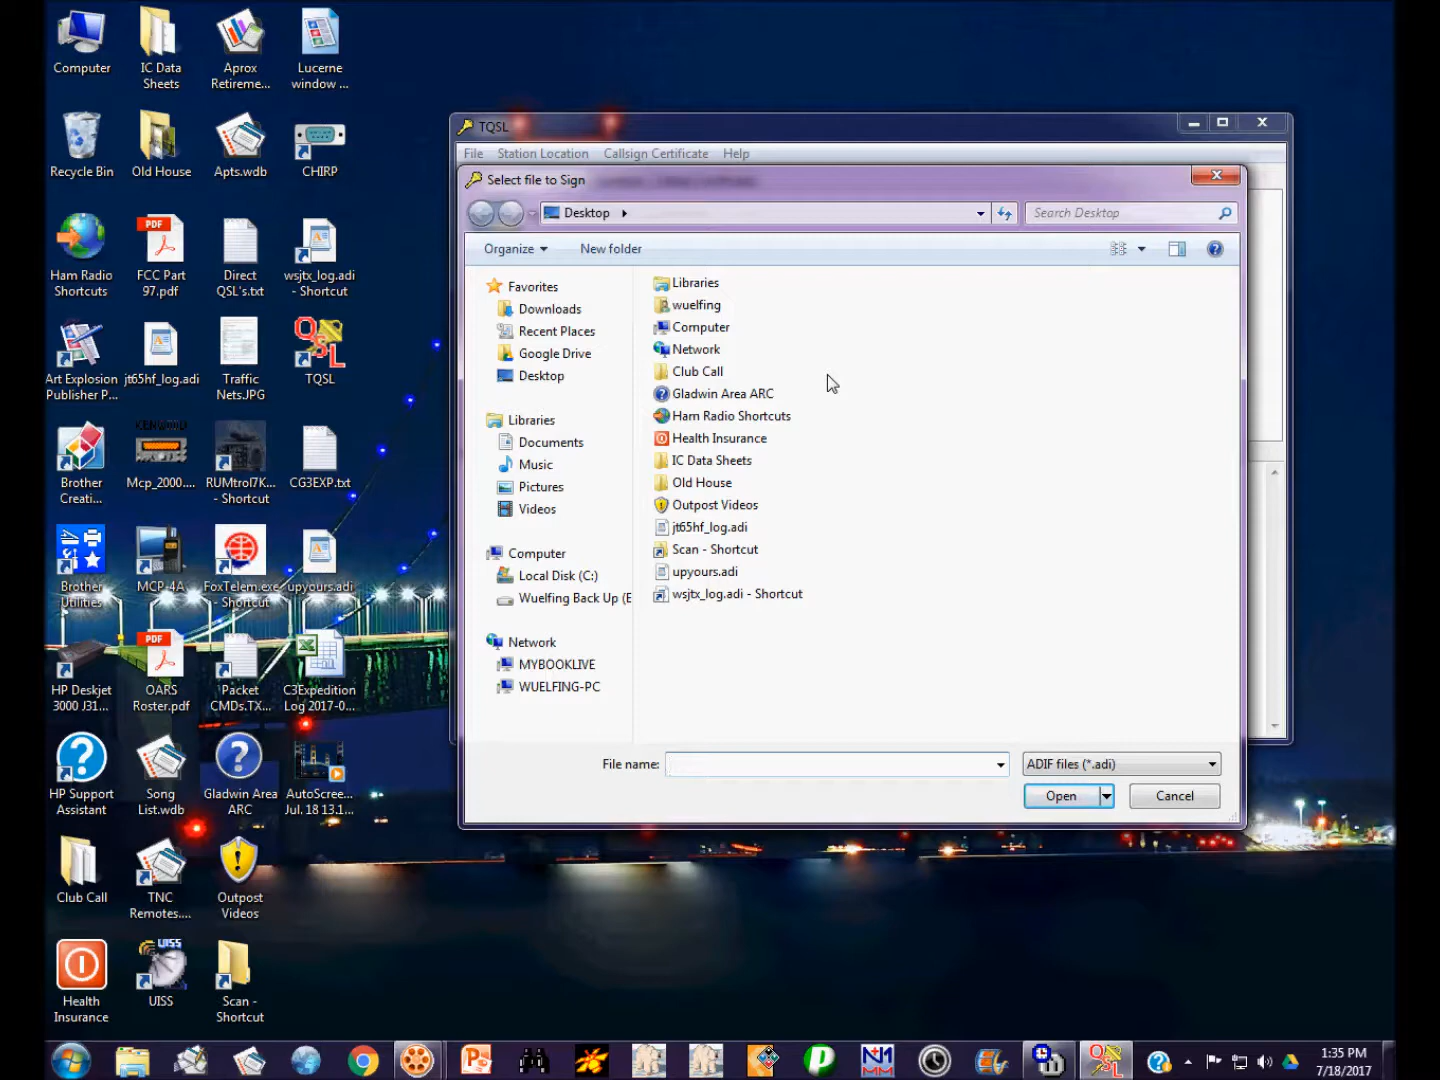 Computer
IC Data
Sheets
Aprox
Retireme...
Lucerne
window ...
Recycle Bin
Old House
Apts.wdb
CHIRP
Ham Radio
Shortcuts
PDF
FCC Part
97.pdf
Direct
QSL's.txt
wsjtx_log.adi
- Shortcut
Art Explosion
Publisher P...
jt65hf_log.adi
Traffic
Nets.JPG
QSL
TQSL
Brother
Creati...
KENWOOD
Mcp_2000....
RUMtrol7K...
- Shortcut
CG3EXP.txt
Brother
Utilities
MCP-4A
FoxTelem.exe
- Shortcut
upyours.adi
HP Deskjet
3000 J31...
PDF
OARS
Roster.pdf
Packet
CMDs.TX...
C3Expedition
Log 2017-0...
HP Support
Assistant
Song
List.wdb
Gladwin Area
ARC
AutoScree...
Jul. 18 13.1...
Club Call
TNC
Remotes....
Outpost
Videos
Health
Insurance
UISS
UISS
Scan -
Shortcut
TQSL
File Station Location Callsign Certificate Help
Select file to Sign
Desktop
Search Desktop
Organize
New folder
Favorites
Downloads
Recent Places
Google Drive
Desktop
Libraries
Documents
Music
Pictures
Videos
Computer
Local Disk (C:)
Wuelfing Back Up (E
Network
MYBOOKLIVE
WUELFING-PC
Libraries
wuelfing
Computer
Network
Club Call
Gladwin Area ARC
Ham Radio Shortcuts
Health Insurance
IC Data Sheets
Old House
Outpost Videos
jt65hf_log.adi
Scan - Shortcut
upyours.adi
wsjtx_log.adi - Shortcut
File name:
ADIF files (*.adi)
Open
Cancel
N1
MM
QSL
1:35 PM
7/18/2017